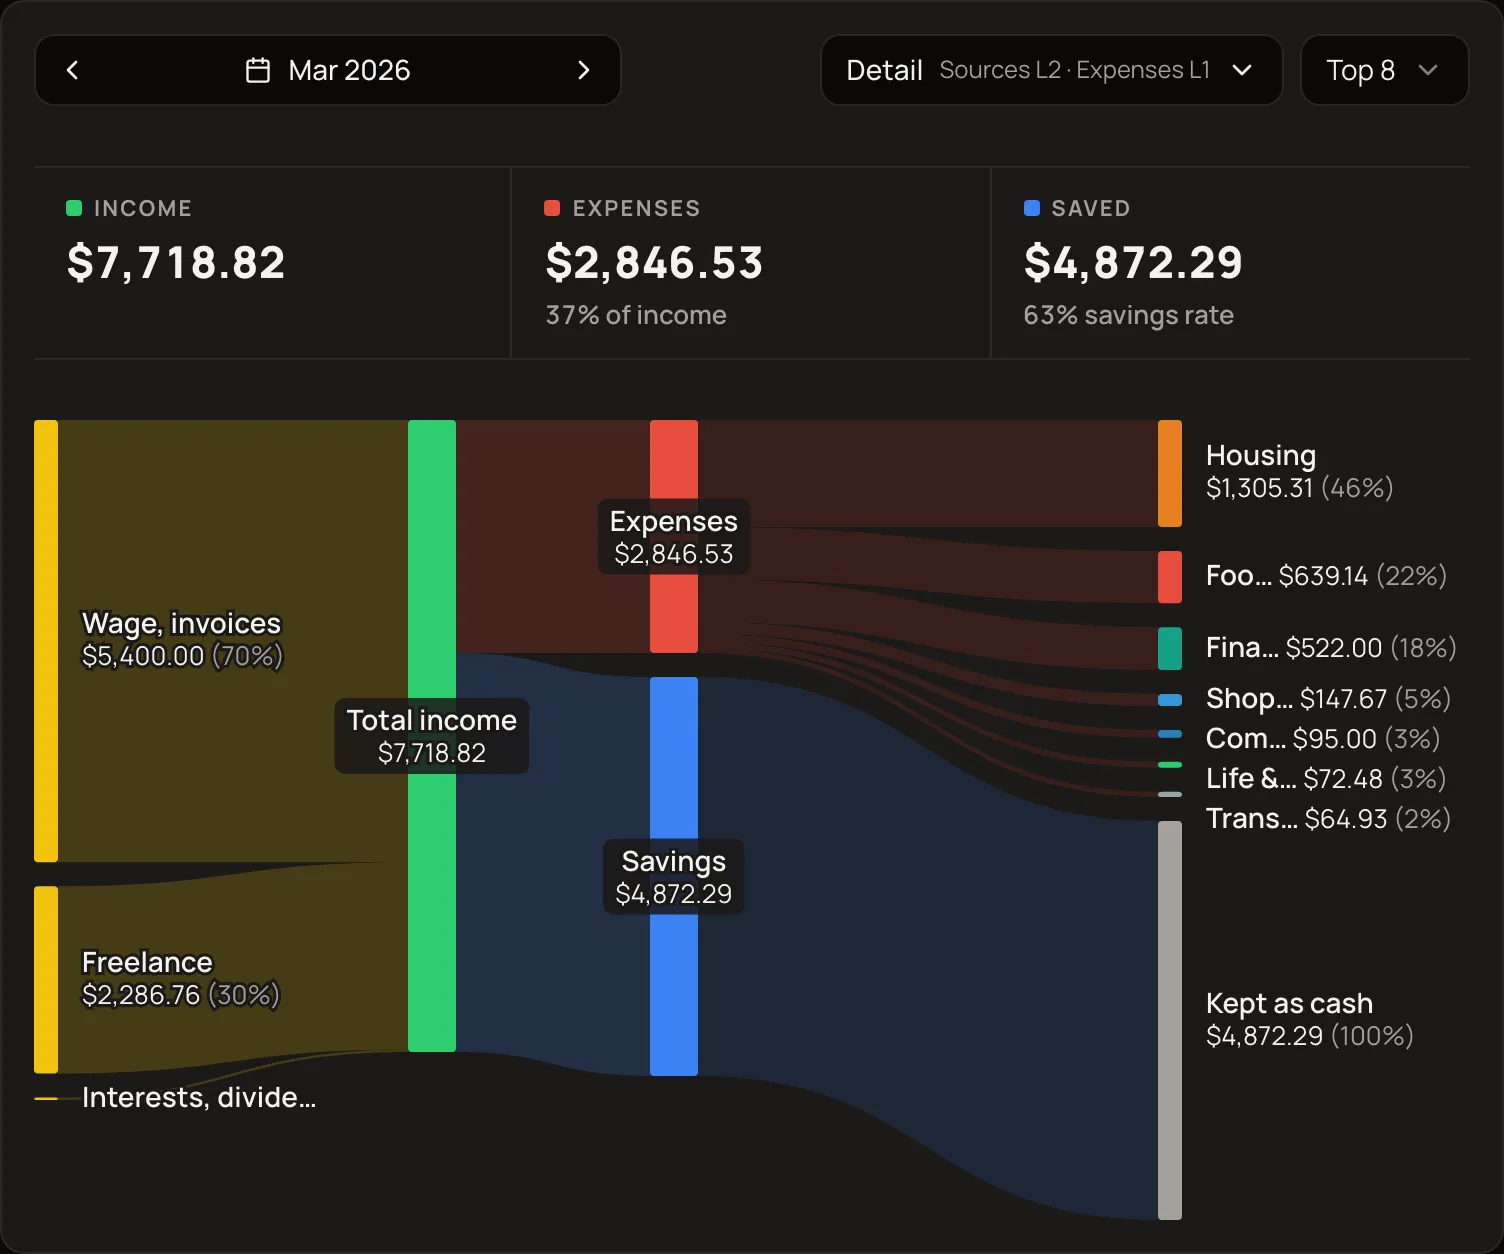 Mar 2026
Detail Sources L2 · Expenses L1
Top 8
INCOME
$7,718.82
EXPENSES
$2,846.53
37% of income
SAVED
$4,872.29
63% savings rate
Wage, invoices
$5,400.00 (70%)
Freelance
$2,286.76 (30%)
Interests, divide...
Total income
$7,718.82
Expenses
$2,846.53
Savings
$4,872.29
Housing
$1,305.31 (46%)
Foo... $639.14 (22%)
Fina... $522.00 (18%)
Shop... $147.67 (5%)
Com... $95.00 (3%)
Life &... $72.48 (3%)
Trans... $64.93 (2%)
Kept as cash
$4,872.29 (100%)